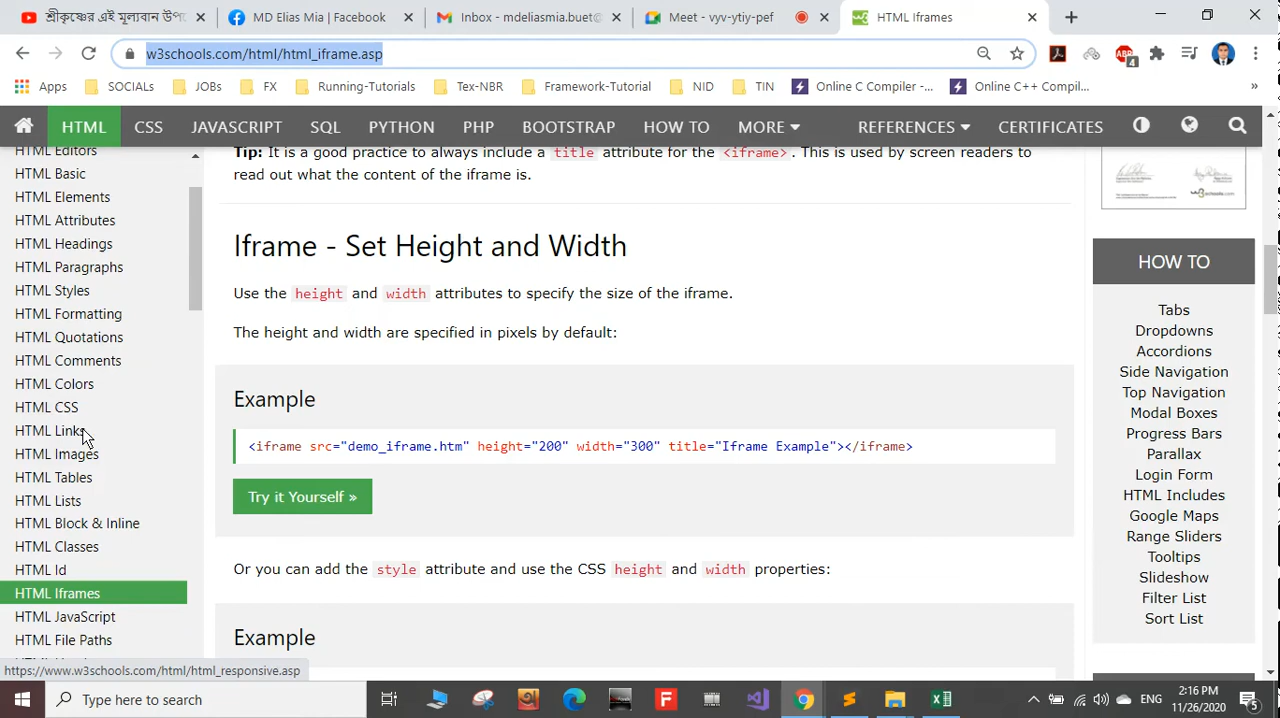 শ্রীকৃষ্ণের এই মূল্যবান উপ
MD Elias Mia | Facebook
Inbox - mdeliasmia.buet@
Meet - vyv-ytiy-pef
HTML Iframes
w3schools.com/html/html_iframe.asp
ABP
4
Apps
SOCIALs
JOBs
FX
Running-Tutorials
Tex-NBR
Framework-Tutorial
NID
TIN
Online C Compiler -...
Online C++ Compil...
»
HTML
CSS
JAVASCRIPT
SQL
PYTHON
PHP
BOOTSTRAP
HOW TO
MORE
REFERENCES
CERTIFICATES
HTML Editors
HTML Basic
HTML Elements
HTML Attributes
HTML Headings
HTML Paragraphs
HTML Styles
HTML Formatting
HTML Quotations
HTML Comments
HTML Colors
HTML CSS
HTML Links
HTML Images
HTML Tables
HTML Lists
HTML Block & Inline
HTML Classes
HTML Id
HTML Iframes
HTML JavaScript
HTML File Paths
Tip: It is a good practice to always include a title attribute for the <iframe>. This is used by screen readers to
read out what the content of the iframe is.
Iframe - Set Height and Width
Use the height and width attributes to specify the size of the iframe.
The height and width are specified in pixels by default:
Example
<iframe src="demo_iframe.htm" height="200" width="300" title="Iframe Example"></iframe>
Try it Yourself »
Or you can add the style attribute and use the CSS height and width properties:
Example
HOW TO
Tabs
Dropdowns
Accordions
Side Navigation
Top Navigation
Modal Boxes
Progress Bars
Parallax
Login Form
HTML Includes
Google Maps
Range Sliders
Tooltips
Slideshow
Filter List
Sort List
https://www.w3schools.com/html/html_responsive.asp
Type here to search
ENG
2:16 PM
11/26/2020
5